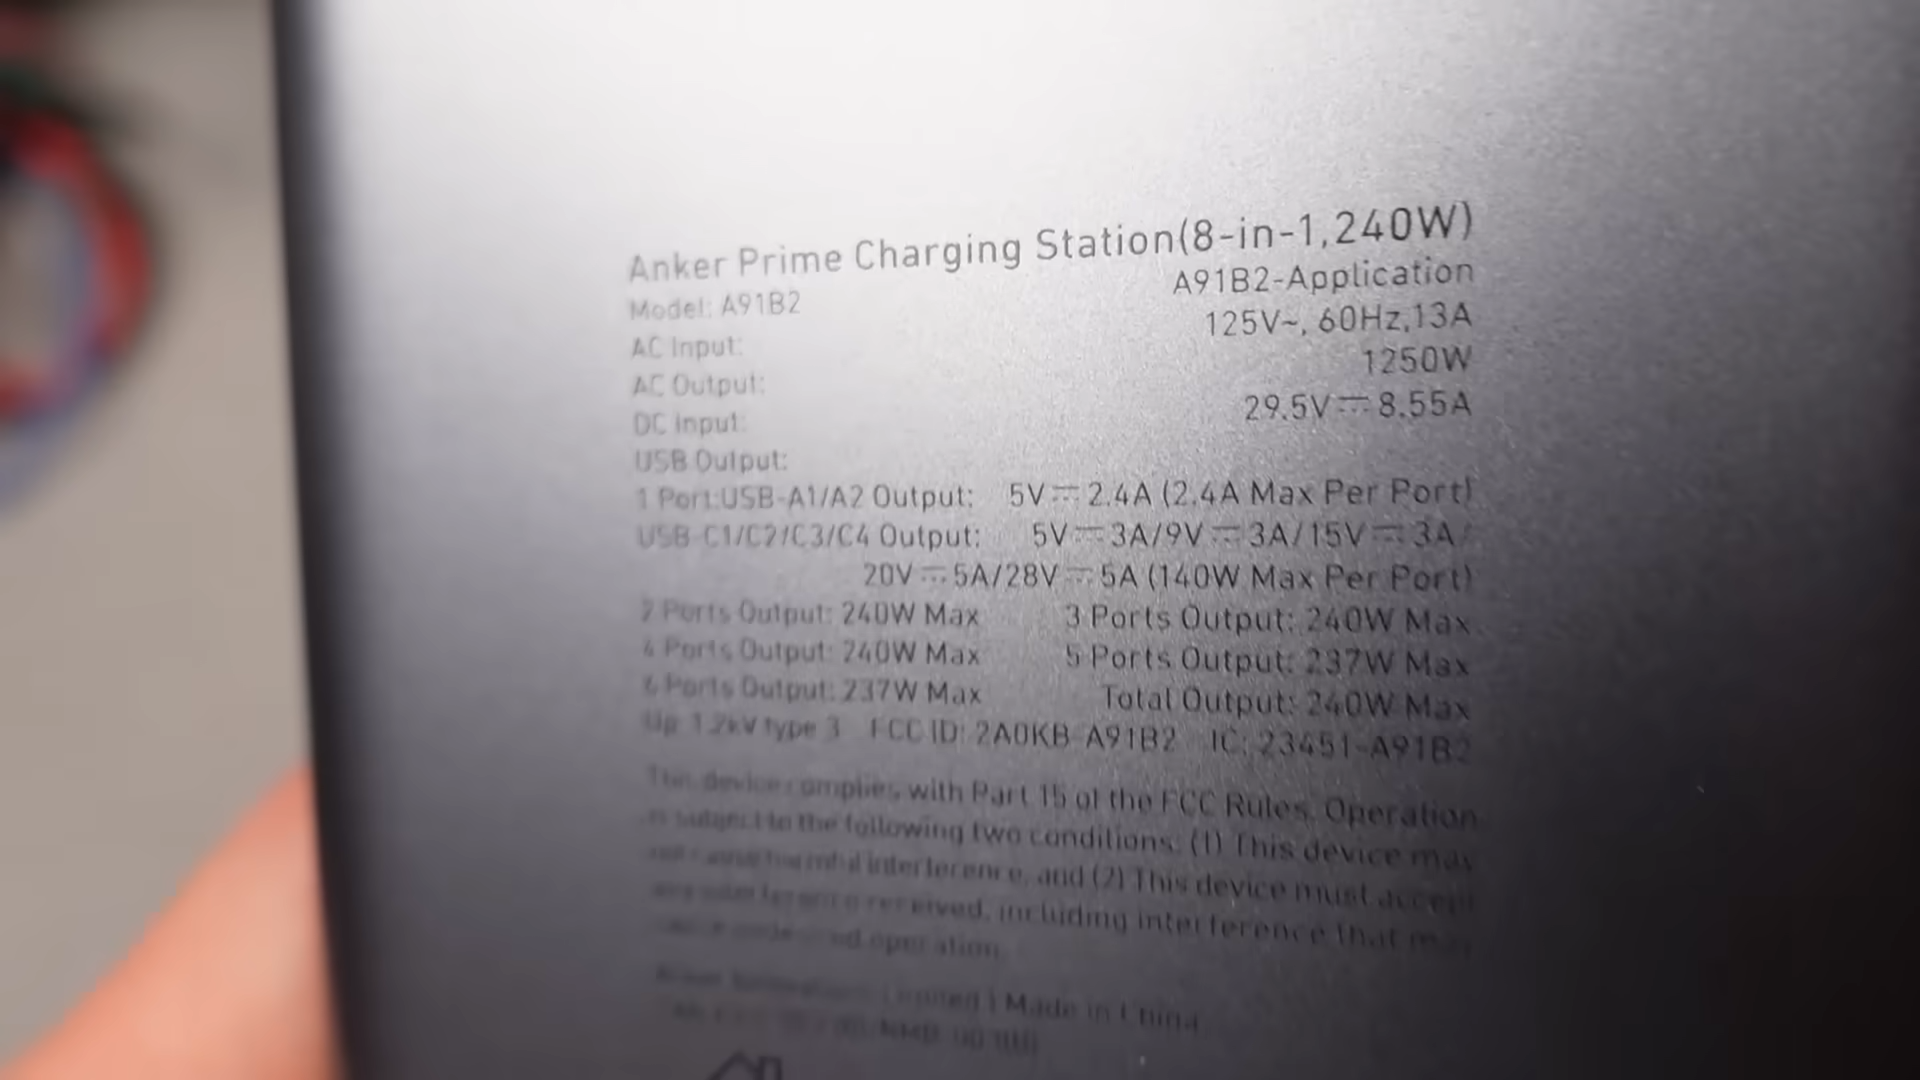 Anker Prime Charging Station(8-in-1,240W)
Model: A91B2 A91B2-Application
AC Input: 125V~, 60Hz,13A
AC Output: 1250W
DC Input: 29.5V⎓8.55A
USB Output:
1 Port:USB-A1/A2 Output: 5V⎓2.4A (2.4A Max Per Port)
USB-C1/C2/C3/C4 Output: 5V⎓3A/9V⎓3A/15V⎓3A/
20V⎓5A/28V⎓5A (140W Max Per Port)
2 Ports Output: 240W Max 3 Ports Output: 240W Max
4 Ports Output: 240W Max 5 Ports Output: 237W Max
6 Ports Output: 237W Max Total Output: 240W Max
Up 1.2kV type 3 FCC ID: 2A0KB-A91B2 IC: 23451-A91B2
This device complies with Part 15 of the FCC Rules. Operation
is subject to the following two conditions: (1) This device may
not cause harmful interference, and (2) This device must accept
any interference received, including interference that may
operation.
Limited | Made in China